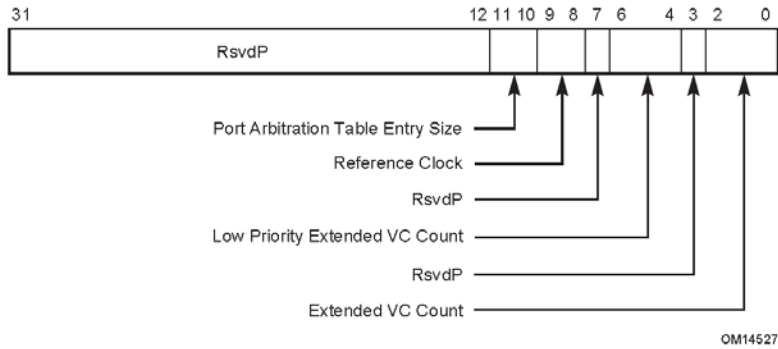 31 12 11 10 9 8 7 6 4 3 2 0
RsvdP
Port Arbitration Table Entry Size
Reference Clock
RsvdP
Low Priority Extended VC Count
RsvdP
Extended VC Count
OM14527